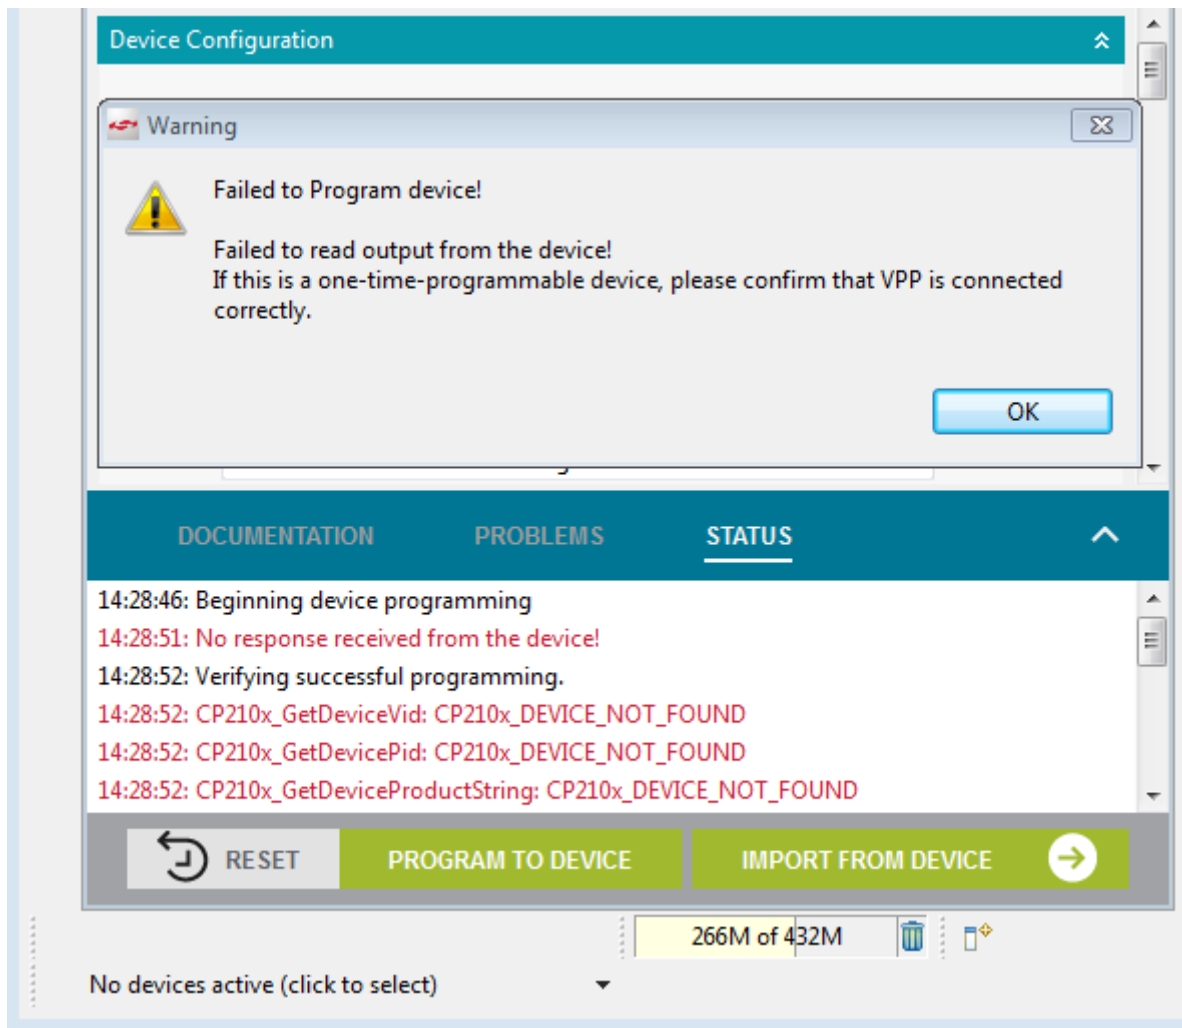 Device Configuration
Warning
Failed to Program device!
Failed to read output from the device!
If this is a one-time-programmable device, please confirm that VPP is connected
correctly.
OK
DOCUMENTATION PROBLEMS STATUS
14:28:46: Beginning device programming
14:28:51: No response received from the device!
14:28:52: Verifying successful programming.
14:28:52: CP210x_GetDeviceVid: CP210x_DEVICE_NOT_FOUND
14:28:52: CP210x_GetDevicePid: CP210x_DEVICE_NOT_FOUND
14:28:52: CP210x_GetDeviceProductString: CP210x_DEVICE_NOT_FOUND
RESET PROGRAM TO DEVICE IMPORT FROM DEVICE
266M of 432M
No devices active (click to select)